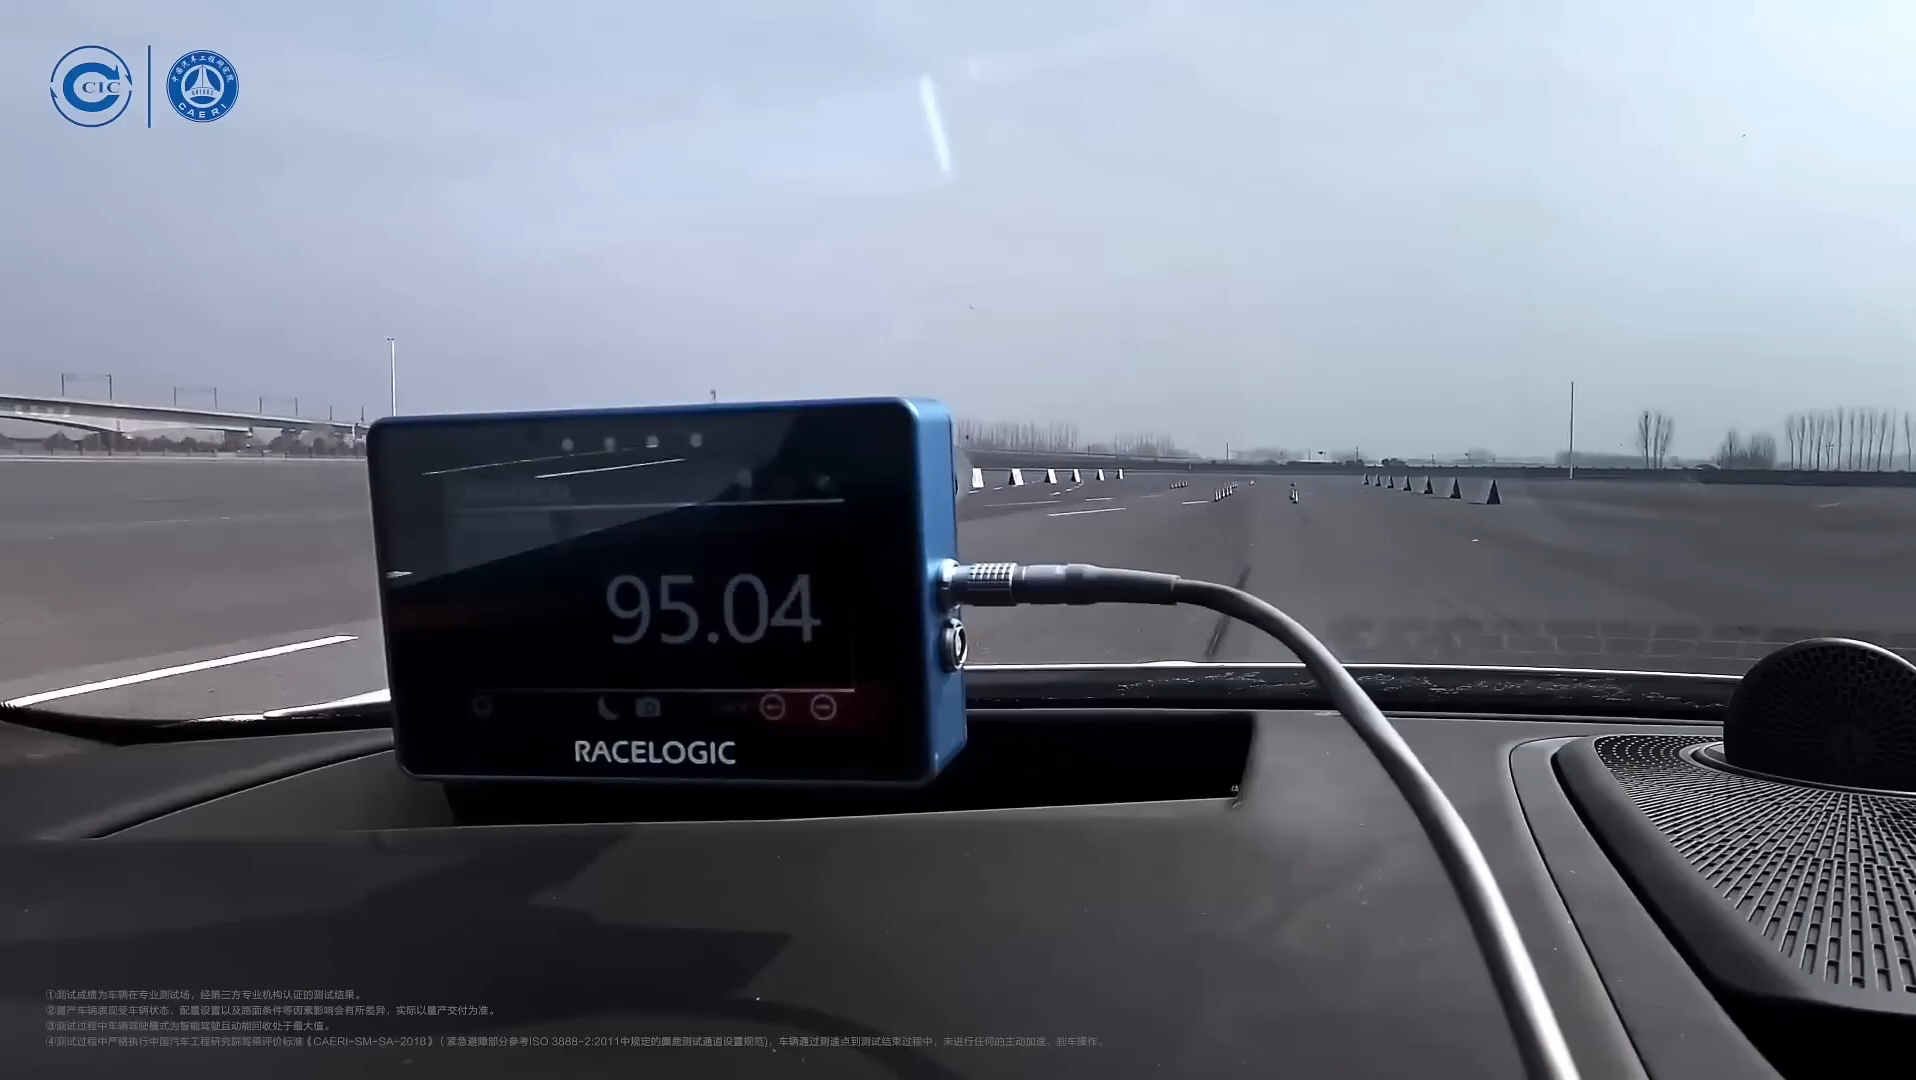 CIC
中国汽车工程研究院
CAERI
95.04
RACELOGIC
①测试成绩为车辆在专业测试场，经第三方专业机构认证的测试结果。
②量产车辆表现受车辆状态、配置设置以及路面条件等因素影响会有所差异，实际以量产交付为准。
③测试过程中车辆驾驶模式为智能驾驶且动能回收处于最大值。
④测试过程中严格执行中国汽车工程研究院驾乘评价标准《CAERI-SM-SA-2018》（紧急避障部分参考ISO 3888-2:2011中规定的麋鹿测试通道设置规范)，车辆通过测速点到测试结束过程中，未进行任何的主动加速、刹车操作。